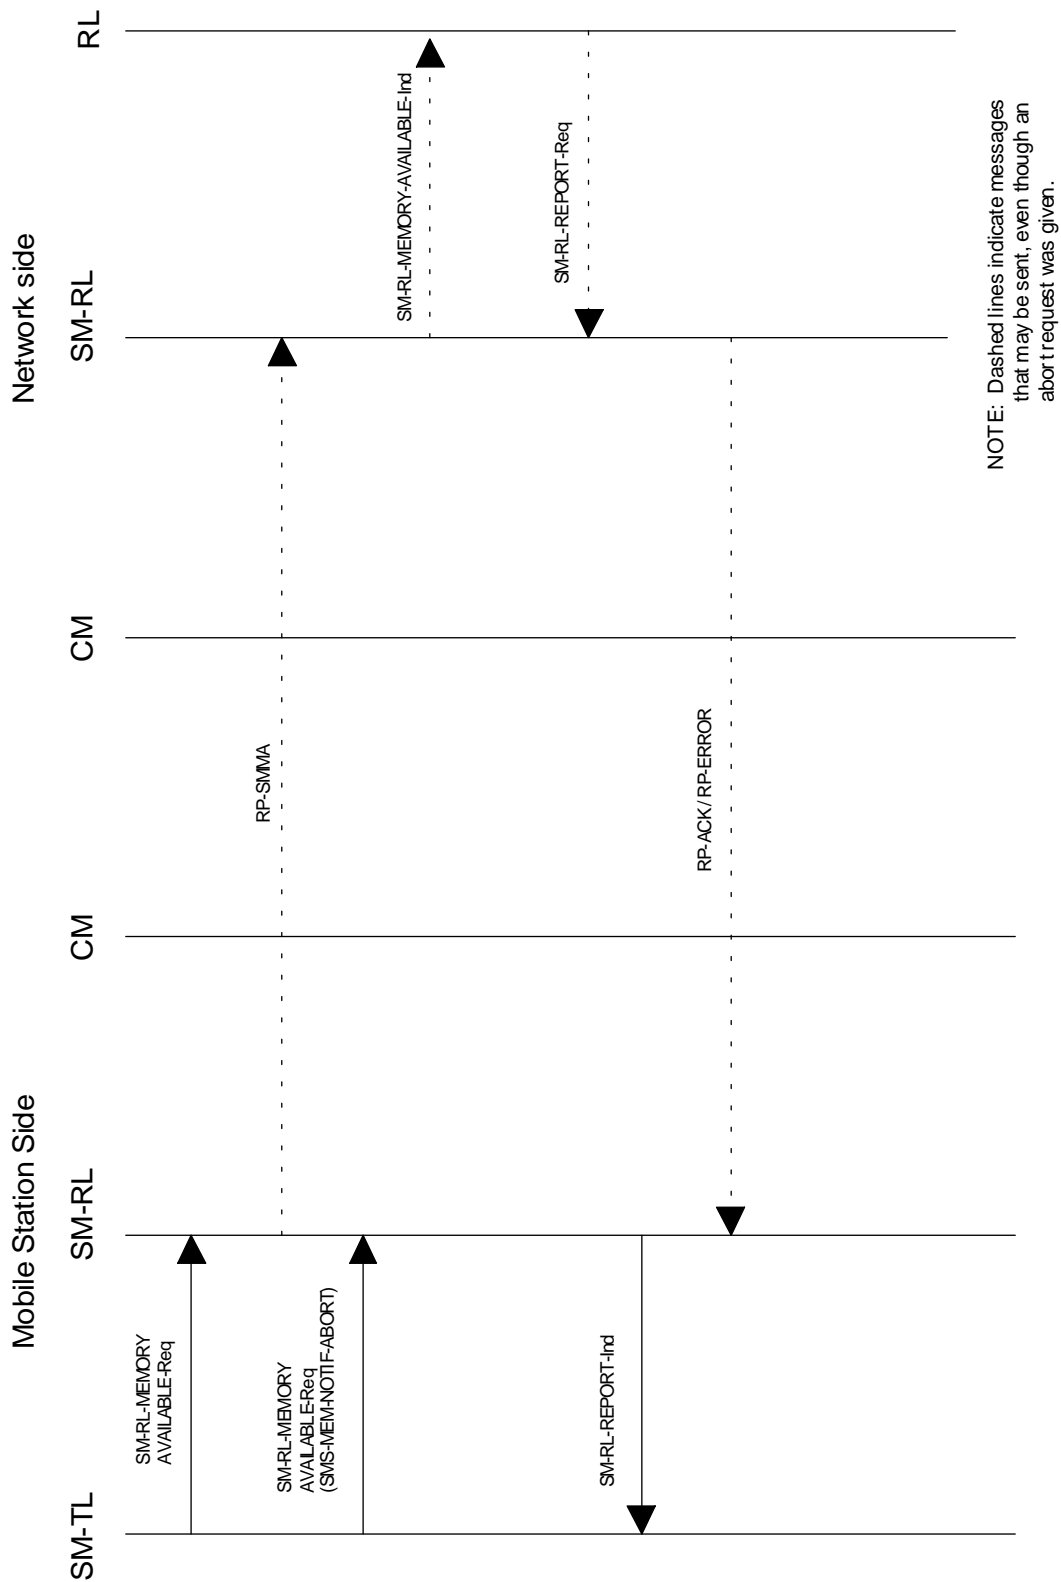 Mobile Station Side
Network side
SM-TL
SM-RL
CM
CM
SM-RL
RL
SM-RL-MEMORY
AVAILABLE-Req
RP-SMMA
SM-RL-MEMORY
AVAILABLE-Req
(SMS-MEM-NOTIF-ABORT)
SM-RL-MEMORY-AVAILABLE-Ind
SM-RL-REPORT-Req
SM-RL-REPORT-Ind
RP-ACK / RP-ERROR
NOTE: Dashed lines indicate messages
that may be sent, even though an
abort request was given.